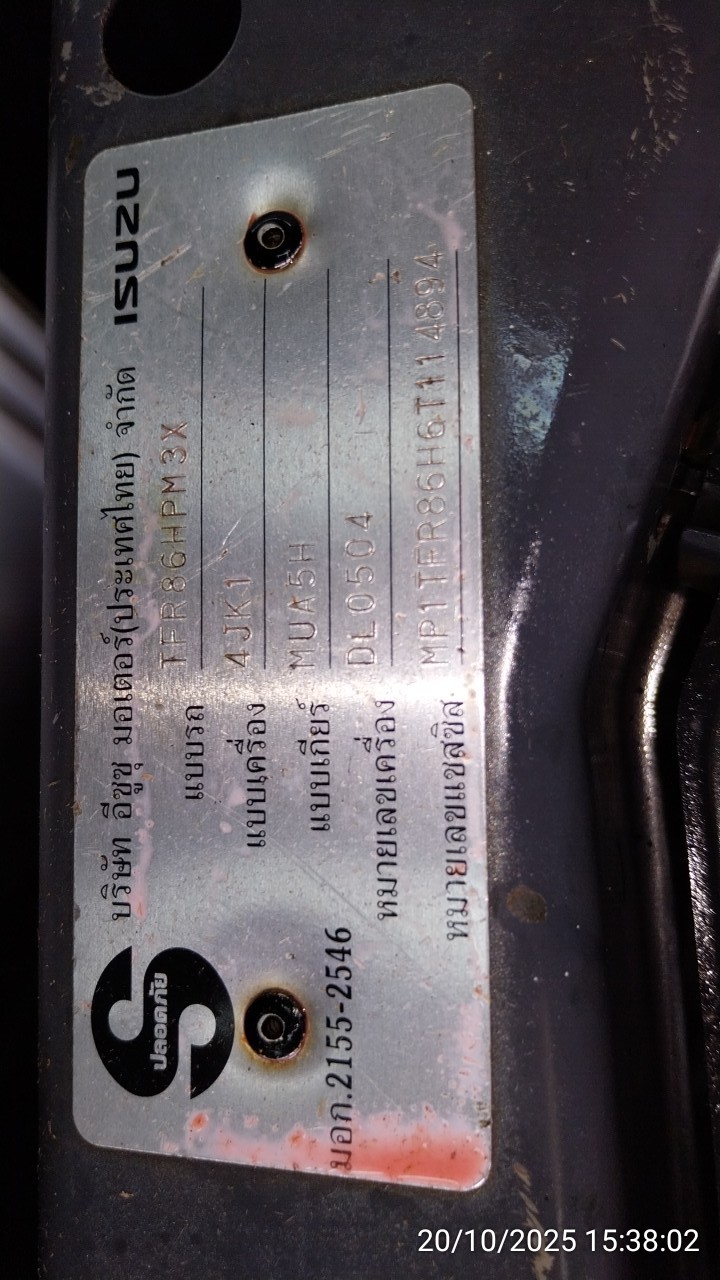 บริษัท อีซูซุ มอเตอร์(ประเทศไทย) จำกัด ISUZU
ปลอดภัย
แบบรถ TFR86HPM3X
แบบเครื่อง 4JK1
แบบเกียร์ MUA5H
หมายเลขเครื่อง DL0504
หมายเลขแชสซิส MP1TFR86H6T114894
มอก.2155-2546
20/10/2025 15:38:02